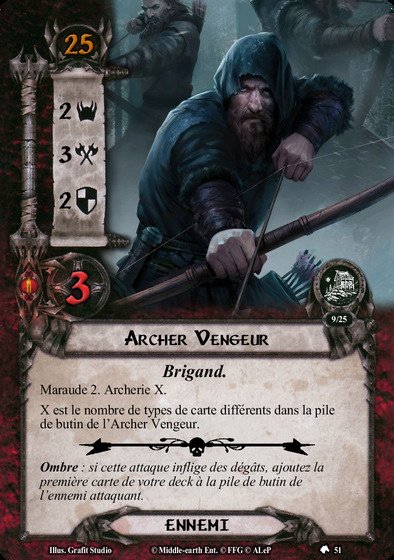 25
2
3
2
3
9/25
Archer Vengeur
Brigand.
Maraude 2. Archerie X.
X est le nombre de types de carte différents dans la pile
de butin de l'Archer Vengeur.
Ombre : si cette attaque inflige des dégâts, ajoutez la
première carte de votre deck à la pile de butin de
l'ennemi attaquant.
ENNEMI
Illus. Grafit Studio © Middle-earth Ent. © FFG © ALeP 51